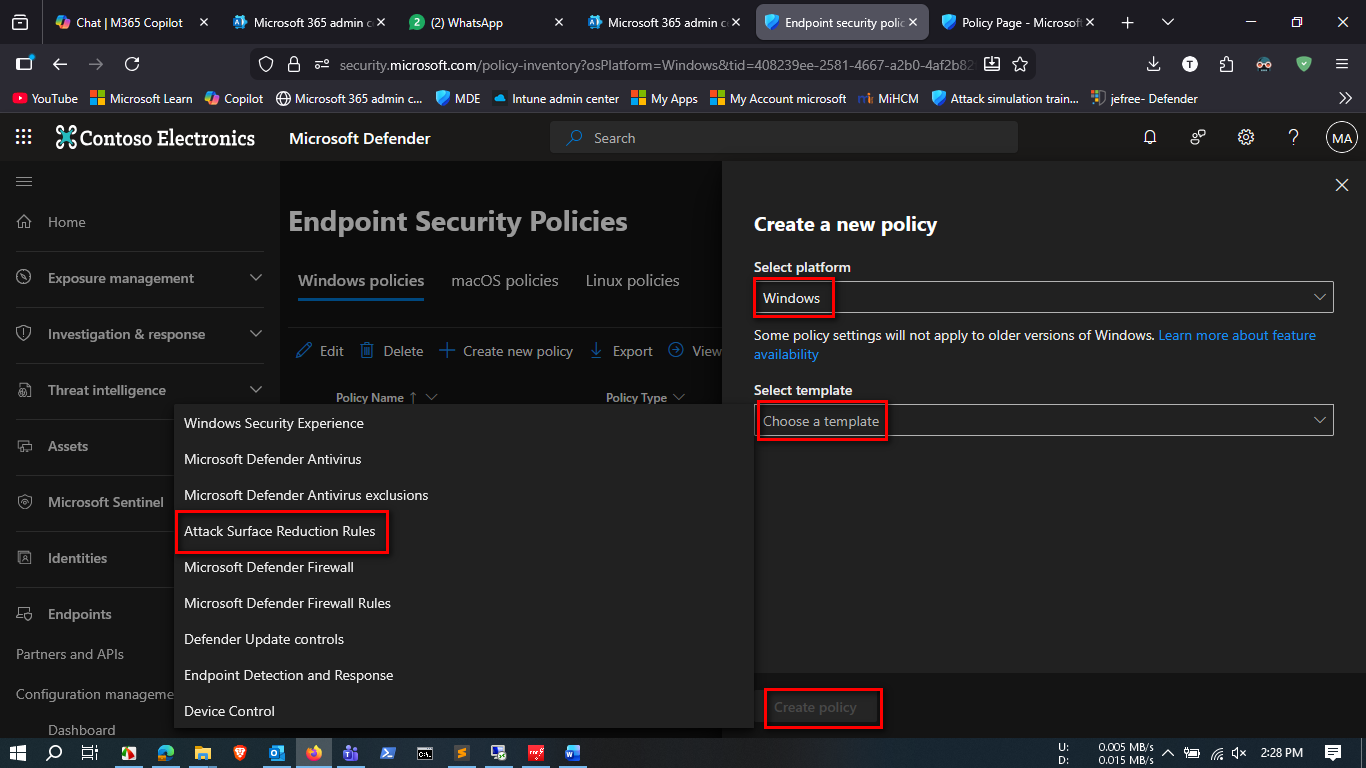 Chat | M365 Copilot
Microsoft 365 admin c
2
(2) WhatsApp
Microsoft 365 admin c
Endpoint security polic
Policy Page - Microsoft
security.microsoft.com/policy-inventory?osPlatform=Windows&tid=408239ee-2581-4667-a2b0-4af2b82
T
YouTube
Microsoft Learn
Copilot
Microsoft 365 admin c...
MDE
Intune admin center
My Apps
My Account microsoft
MiHCM
Attack simulation train...
jefree- Defender
Contoso Electronics
Microsoft Defender
Search
MA
Home
Exposure management
Investigation & response
Threat intelligence
Assets
Microsoft Sentinel
Identities
Endpoints
Partners and APIs
Configuration manageme
Dashboard
Endpoint Security Policies
Windows policies
macOS policies
Linux policies
Edit
Delete
Create new policy
Export
View
Policy Name
Policy Type
Windows Security Experience
Microsoft Defender Antivirus
Microsoft Defender Antivirus exclusions
Attack Surface Reduction Rules
Microsoft Defender Firewall
Microsoft Defender Firewall Rules
Defender Update controls
Endpoint Detection and Response
Device Control
Create a new policy
Select platform
Windows
Some policy settings will not apply to older versions of Windows. Learn more about feature
availability
Select template
Choose a template
Create policy
U: 0.005 MB/s
D: 0.015 MB/s
2:28 PM